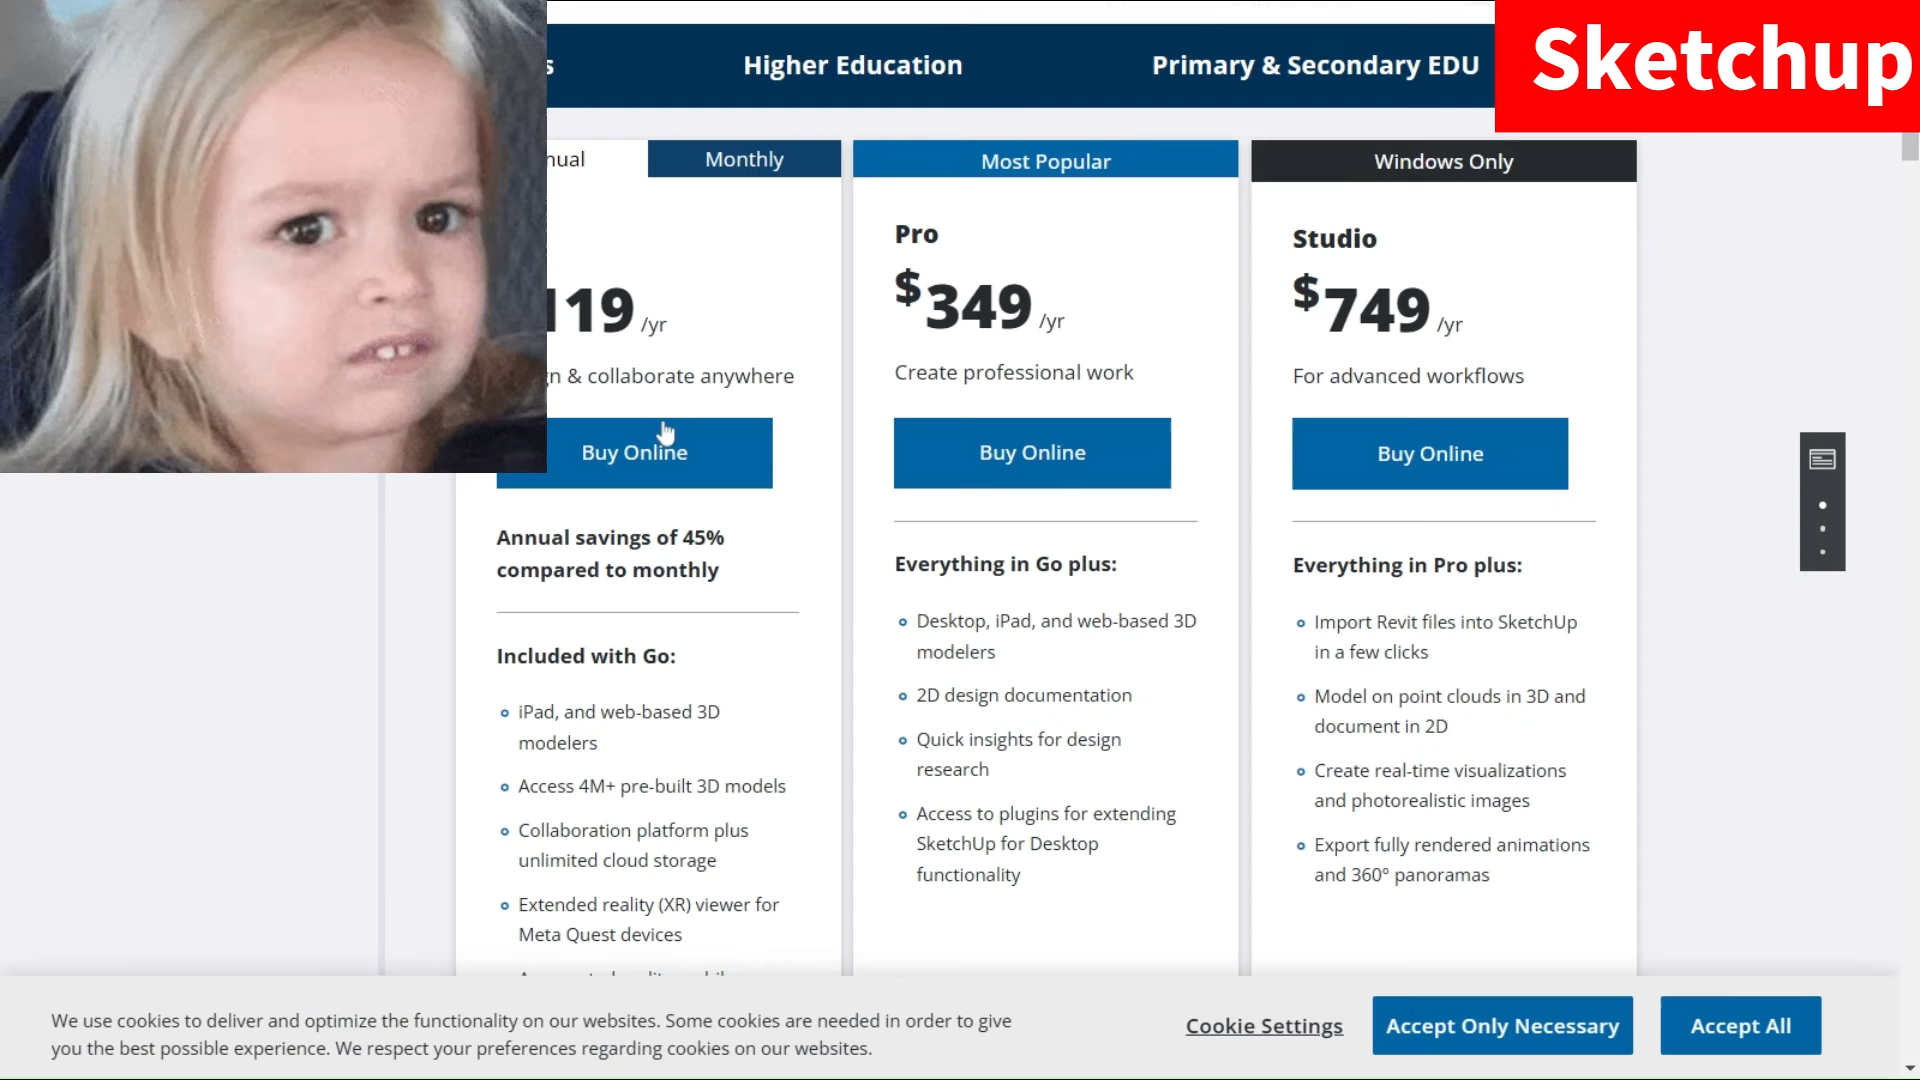 Higher Education
Primary & Secondary EDU
Sketchup
Monthly
Most Popular
Windows Only
119 /yr
& collaborate anywhere
Buy Online
Annual savings of 45%
compared to monthly
Included with Go:
iPad, and web-based 3D
modelers
Access 4M+ pre-built 3D models
Collaboration platform plus
unlimited cloud storage
Extended reality (XR) viewer for
Meta Quest devices
Pro
$349 /yr
Create professional work
Buy Online
Everything in Go plus:
Desktop, iPad, and web-based 3D
modelers
2D design documentation
Quick insights for design
research
Access to plugins for extending
SketchUp for Desktop
functionality
Studio
$749 /yr
For advanced workflows
Buy Online
Everything in Pro plus:
Import Revit files into SketchUp
in a few clicks
Model on point clouds in 3D and
document in 2D
Create real-time visualizations
and photorealistic images
Export fully rendered animations
and 360° panoramas
We use cookies to deliver and optimize the functionality on our websites. Some cookies are needed in order to give
you the best possible experience. We respect your preferences regarding cookies on our websites.
Cookie Settings
Accept Only Necessary
Accept All